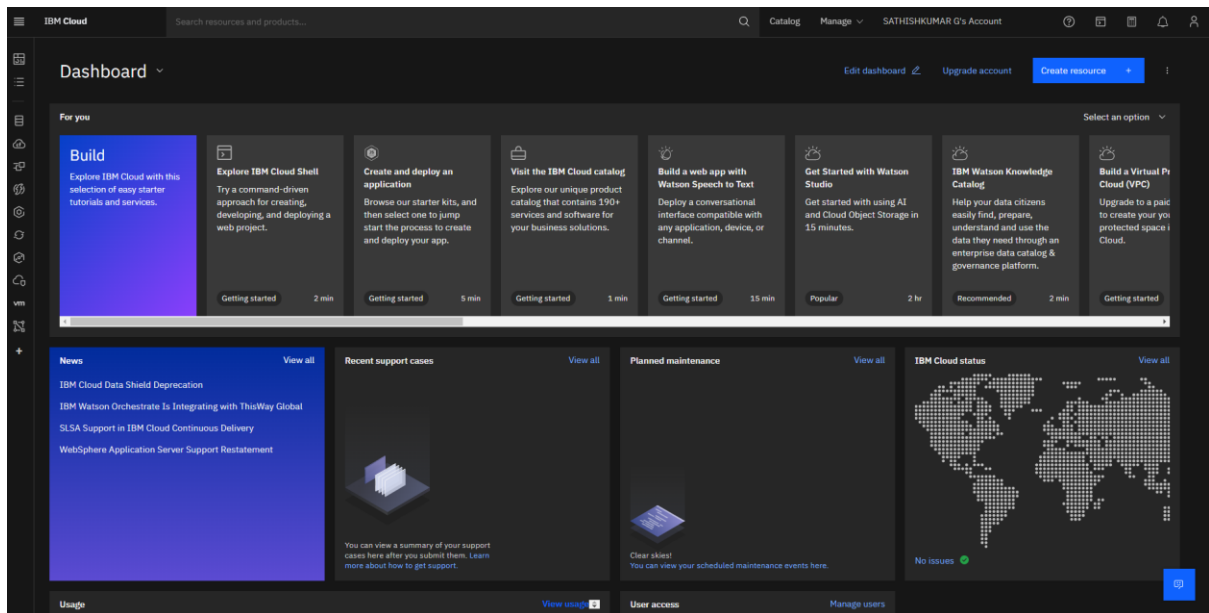 IBM Cloud
Search resources and products...
Catalog
Manage
SATHISHKUMAR G's Account
Dashboard
Edit dashboard
Upgrade account
Create resource +
For you
Select an option
Build
Explore IBM Cloud with this
selection of easy starter
tutorials and services.
Explore IBM Cloud Shell
Try a command-driven
approach for creating,
developing, and deploying a
web project.
Getting started
2 min
Create and deploy an
application
Browse our starter kits, and
then select one to jump
start the process to create
and deploy your app.
Getting started
5 min
Visit the IBM Cloud catalog
Explore our unique product
catalog that contains 190+
services and software for
your business solutions.
Getting started
1 min
Build a web app with
Watson Speech to Text
Deploy a conversational
interface compatible with
any application, device, or
channel.
Getting started
15 min
Get Started with Watson
Studio
Get started with using AI
and Cloud Object Storage in
15 minutes.
Popular
2 hr
IBM Watson Knowledge
Catalog
Help your data citizens
easily find, prepare,
understand and use the
data they need through an
enterprise data catalog &
governance platform.
Recommended
2 min
Build a Virtual Pr
Cloud (VPC)
Upgrade to a paid
to create your you
protected space i
Cloud.
Getting started
vm
News
View all
IBM Cloud Data Shield Deprecation
IBM Watson Orchestrate Is Integrating with ThisWay Global
SLSA Support in IBM Cloud Continuous Delivery
WebSphere Application Server Support Restatement
Recent support cases
View all
You can view a summary of your support
cases here after you submit them. Learn
more about how to get support.
Planned maintenance
View all
Clear skies!
You can view your scheduled maintenance events here.
IBM Cloud status
View all
No issues
Usage
View usage
User access
Manage users